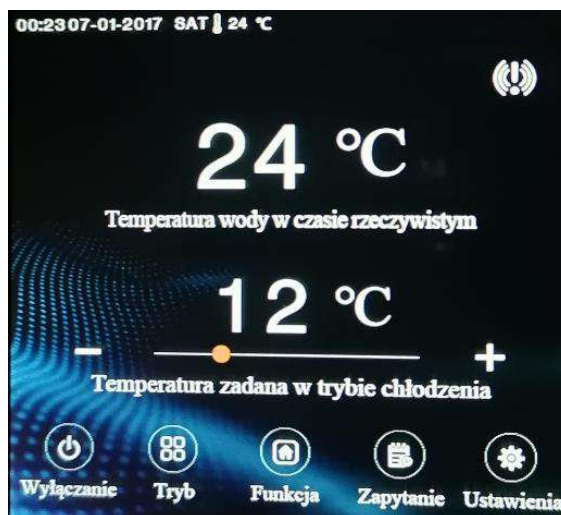 00:23 07-01-2017 SAT 24 ℃
24 ℃
Temperatura wody w czasie rzeczywistym
12 ℃
− +
Temperatura zadana w trybie chłodzenia
Wyłączanie Tryb Funkcja Zapytanie Ustawienia